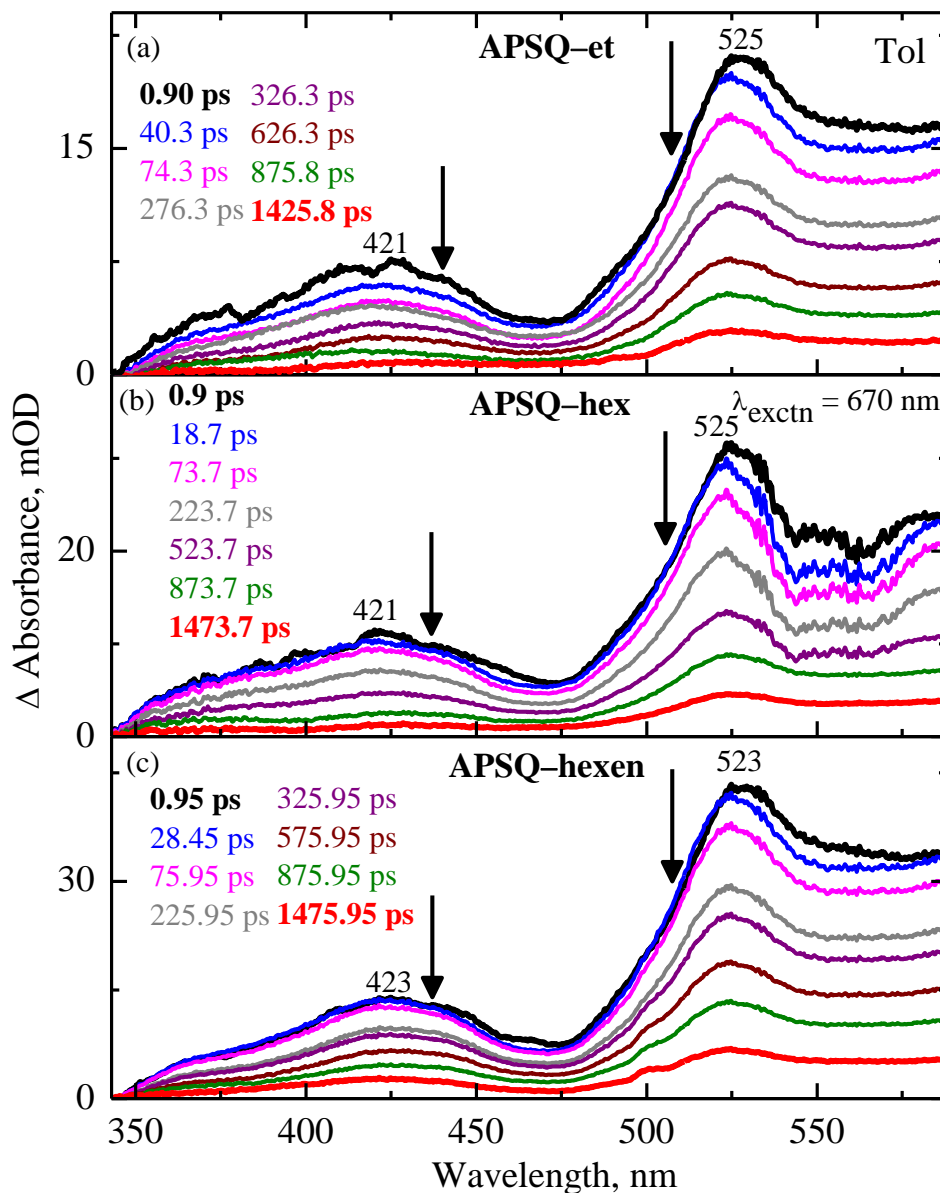 (a) APSQ–et 525 Tol
0.90 ps 326.3 ps
40.3 ps 626.3 ps
74.3 ps 875.8 ps
276.3 ps 1425.8 ps
421
15
0
(b) 0.9 ps APSQ–hex λexctn = 670 nm
18.7 ps 525
73.7 ps
223.7 ps
523.7 ps
873.7 ps
1473.7 ps 421
20
0
Δ Absorbance, mOD
(c) APSQ–hexen 523
0.95 ps 325.95 ps
28.45 ps 575.95 ps
75.95 ps 875.95 ps
225.95 ps 1475.95 ps
423
30
0
350 400 450 500 550
Wavelength, nm